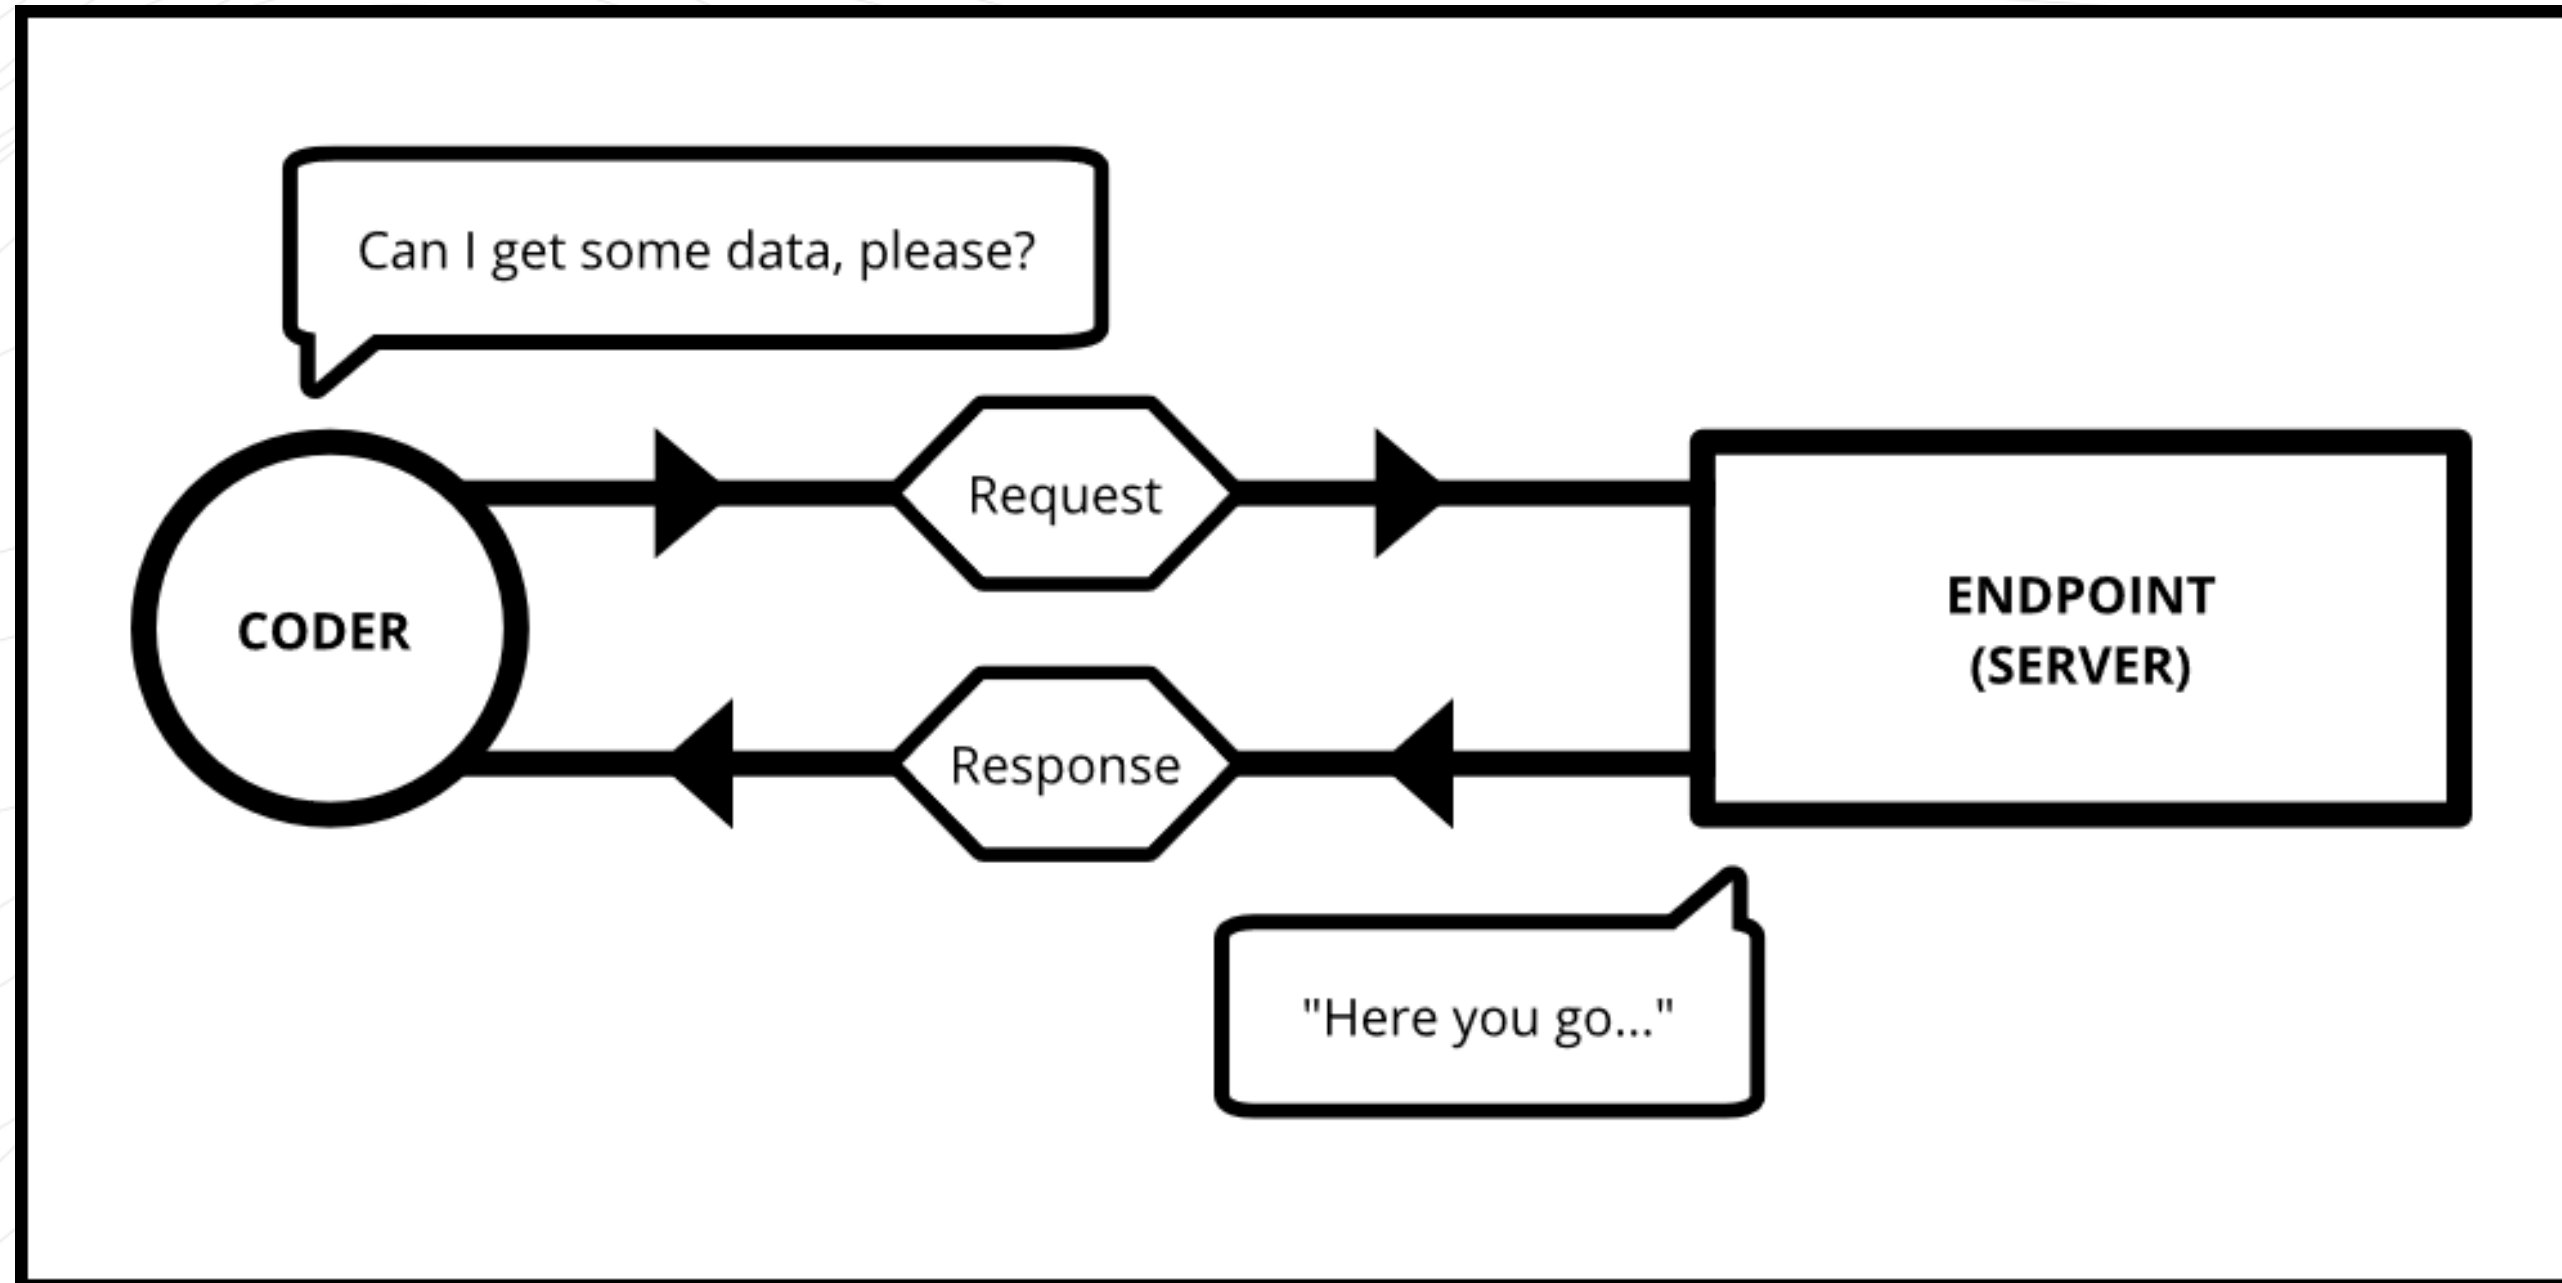 Can I get some data, please?
Request
CODER
ENDPOINT
(SERVER)
Response
"Here you go..."